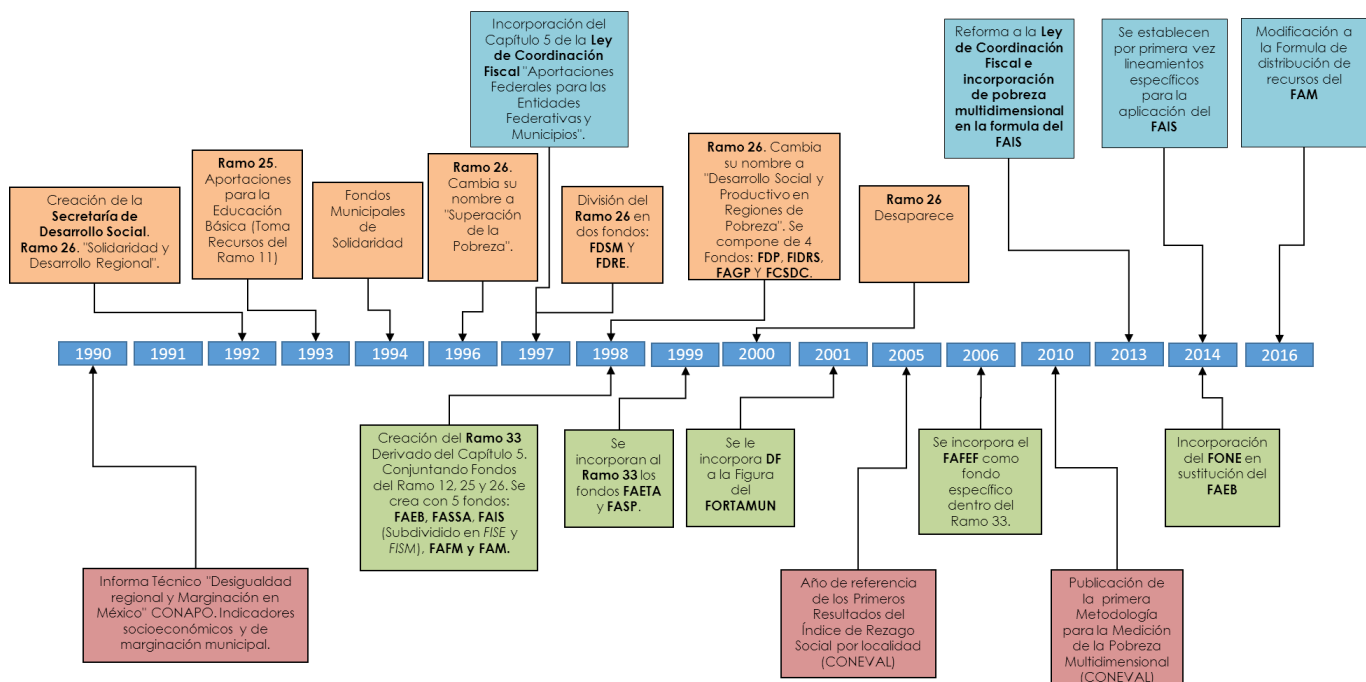 Incorporación del
Capítulo 5 de la Ley
de Coordinación
Fiscal "Aportaciones
Federales para las
Entidades
Federativas y
Municipios".
Reforma a la Ley
de Coordinación
Fiscal e
incorporación
de pobreza
multidimensional
en la formula del
FAIS
Se establecen
por primera vez
lineamientos
específicos
para la
aplicación del
FAIS
Modificación a
la Formula de
distribución de
recursos del
FAM
Creación de la
Secretaría de
Desarrollo Social.
Ramo 26. "Solidaridad y
Desarrollo Regional".
Ramo 25.
Aportaciones
para la
Educación
Básica (Toma
Recursos del
Ramo 11)
Fondos
Municipales
de
Solidaridad
Ramo 26.
Cambia su
nombre a
"Superación
de la
Pobreza".
División del
Ramo 26 en
dos fondos:
FDSM Y
FDRE.
Ramo 26. Cambia
su nombre a
"Desarrollo Social y
Productivo en
Regiones de
Pobreza". Se
compone de 4
Fondos: FDP, FIDRS,
FAGP Y FCSDC.
Ramo 26
Desaparece
1990
1991
1992
1993
1994
1996
1997
1998
1999
2000
2001
2005
2006
2010
2013
2014
2016
Creación del Ramo 33
Derivado del Capítulo 5.
Conjuntando Fondos
del Ramo 12, 25 y 26. Se
crea con 5 fondos:
FAEB, FASSA, FAIS
(Subdividido en FISE y
FISM), FAFM y FAM.
Se
incorporan al
Ramo 33 los
fondos FAETA
y FASP.
Se le
incorpora DF
a la Figura
del
FORTAMUN
Se incorpora el
FAFEF como
fondo
específico
dentro del
Ramo 33.
Incorporación
del FONE en
sustitución del
FAEB
Informa Técnico "Desigualdad
regional y Marginación en
México" CONAPO. Indicadores
socioeconómicos y de
marginación municipal.
Año de referencia
de los Primeros
Resultados del
Índice de Rezago
Social por localidad
(CONEVAL)
Publicación de
la primera
Metodología
para la Medición
de la Pobreza
Multidimensional
(CONEVAL)